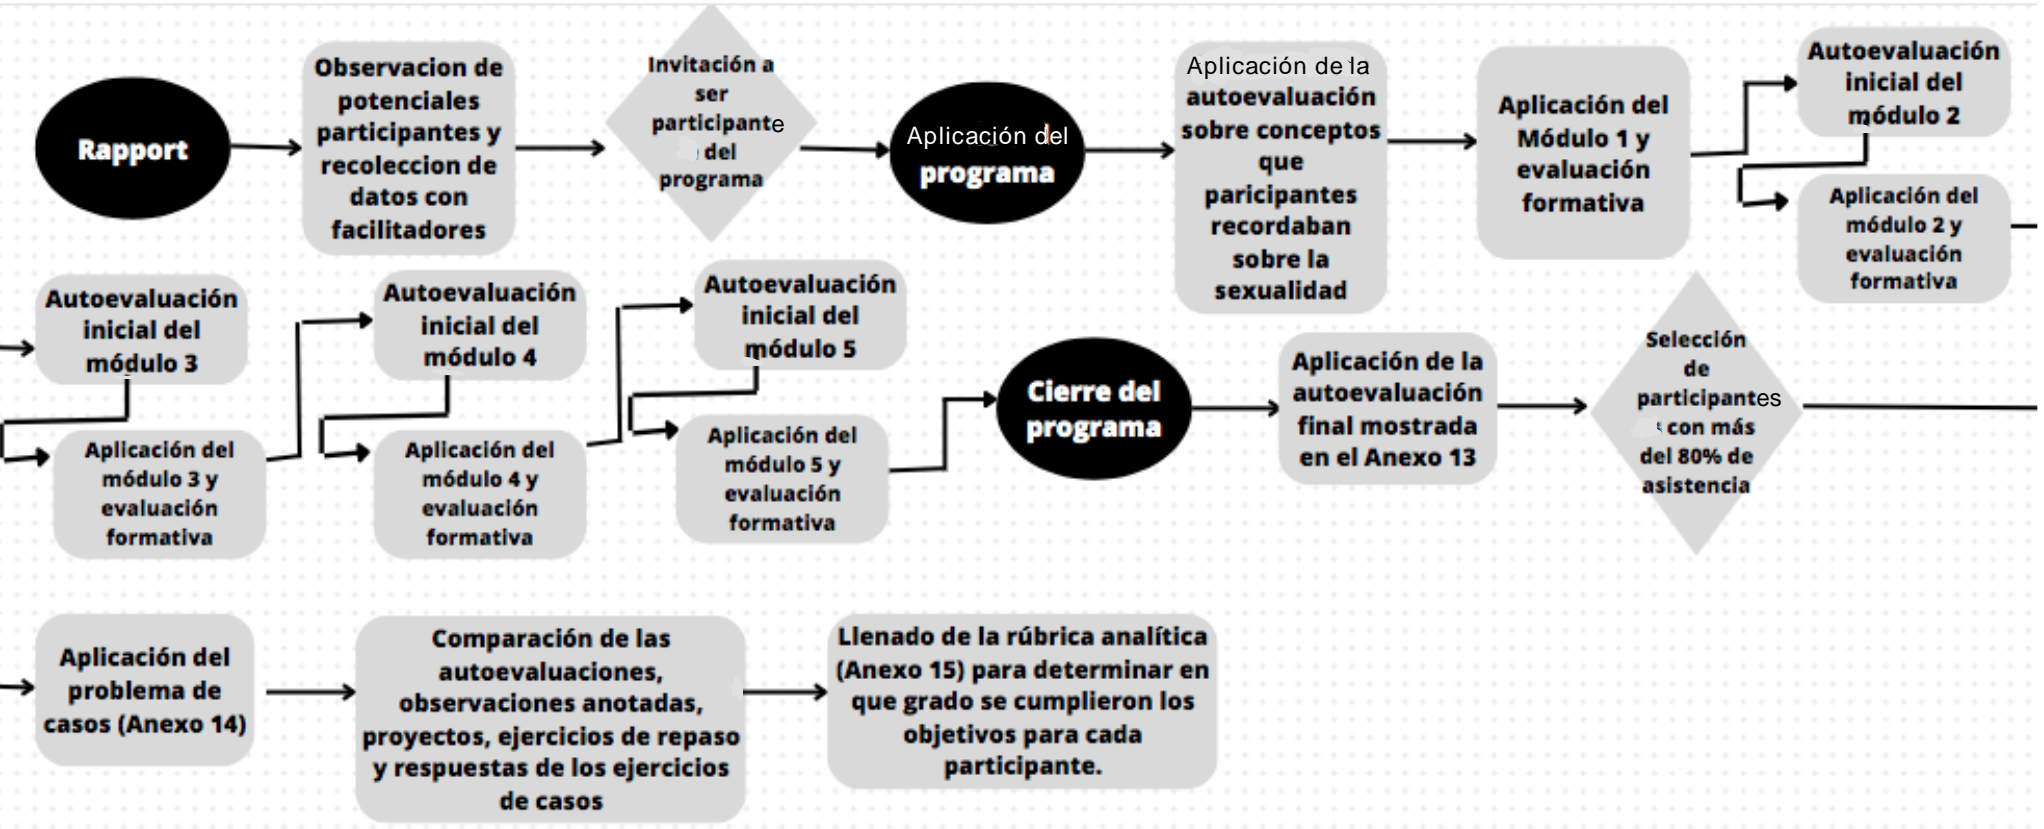 Rapport
Observacion de
potenciales
participantes y
recoleccion de
datos con
facilitadores
Invitación a
ser
participante
del
programa
Aplicación del
programa
Aplicación de la
autoevaluación
sobre conceptos
que
paricipantes
recordaban
sobre la
sexualidad
Aplicación del
Módulo 1 y
evaluación
formativa
Autoevaluación
inicial del
módulo 2
Aplicación del
módulo 2 y
evaluación
formativa
Autoevaluación
inicial del
módulo 3
Aplicación del
módulo 3 y
evaluación
formativa
Autoevaluación
inicial del
módulo 4
Aplicación del
módulo 4 y
evaluación
formativa
Autoevaluación
inicial del
módulo 5
Aplicación del
módulo 5 y
evaluación
formativa
Cierre del
programa
Aplicación de la
autoevaluación
final mostrada
en el Anexo 13
Selección
de
participantes
con más
del 80% de
asistencia
Aplicación del
problema de
casos (Anexo 14)
Comparación de las
autoevaluaciones,
observaciones anotadas,
proyectos, ejercicios de repaso
y respuestas de los ejercicios
de casos
Llenado de la rúbrica analítica
(Anexo 15) para determinar en
que grado se cumplieron los
objetivos para cada
participante.